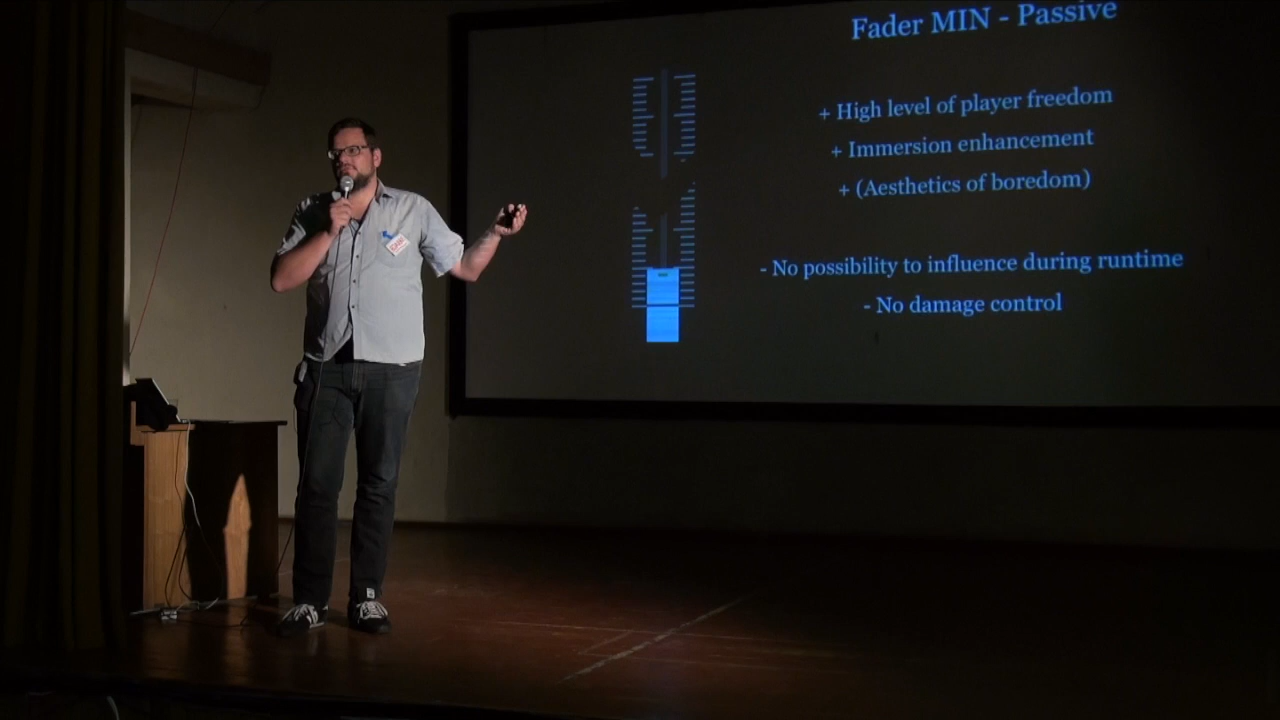 Fader MIN - Passive
+ High level of player freedom
+ Immersion enhancement
+ (Aesthetics of boredom)
- No possibility to influence during runtime
- No damage control